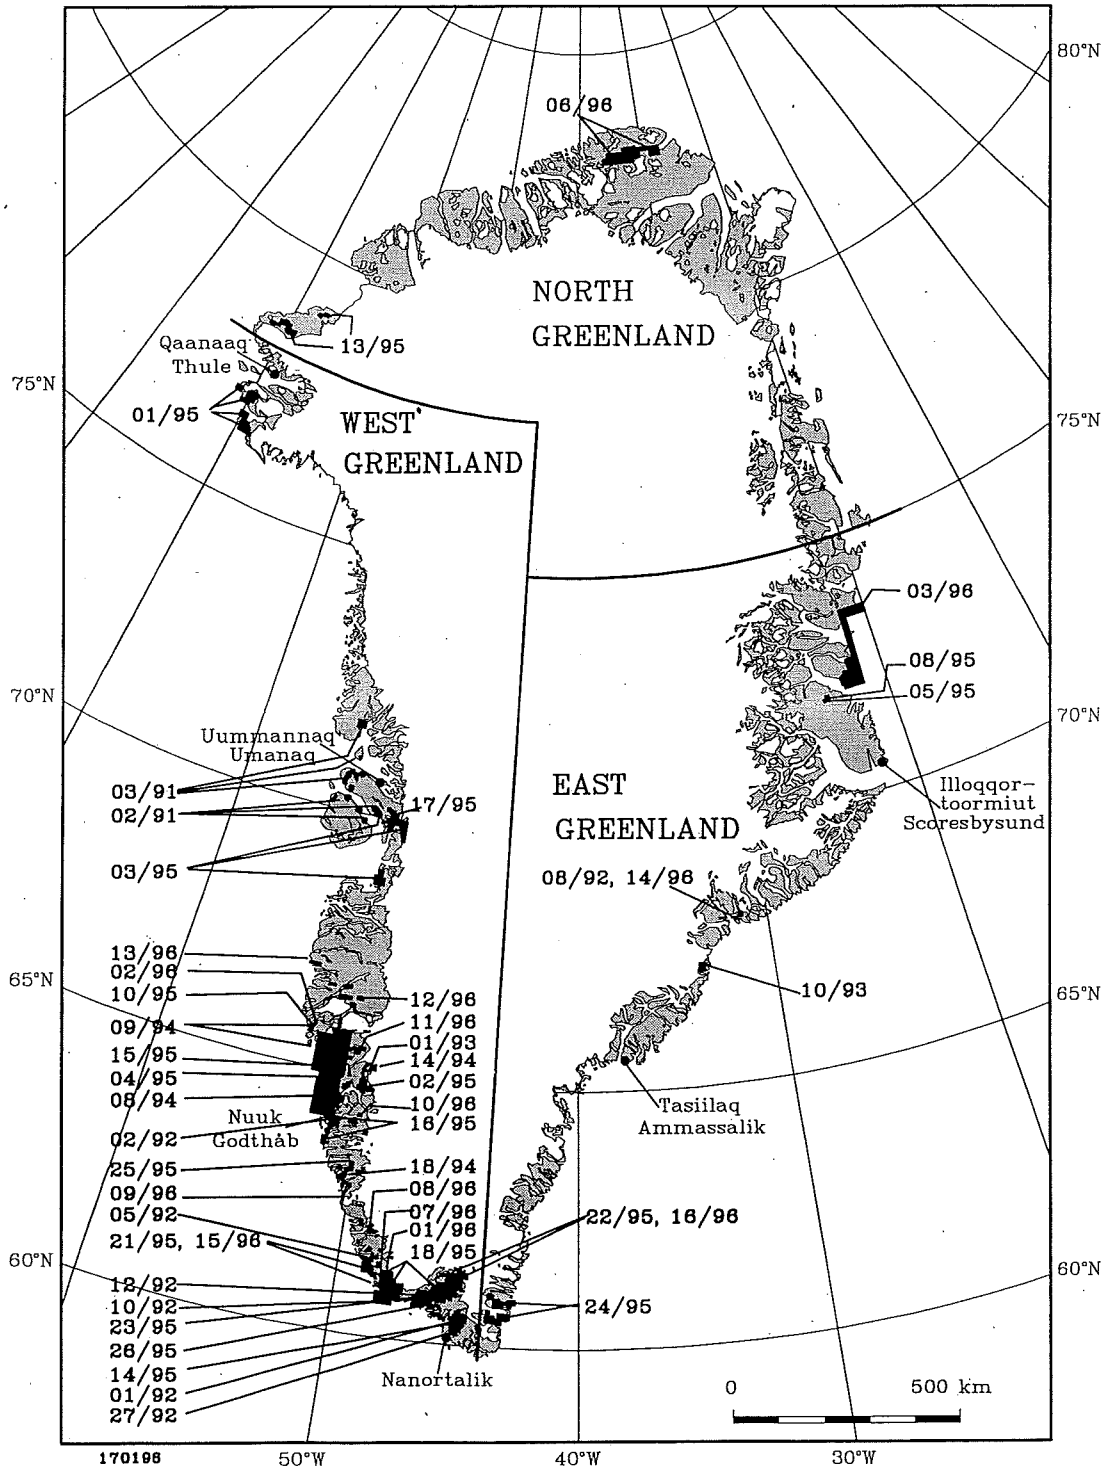 80°N
06/96
NORTH
GREENLAND
13/95
Qaanaaq
Thule
75°N
75°N
01/95
WEST
GREENLAND
03/96
08/95
05/95
70°N
70°N
Uummannaq
Umanaq
03/91
02/91
17/95
03/95
EAST
GREENLAND
Illoqqor-
toormiut
Scoresbysund
08/92, 14/96
10/93
13/96
02/96
10/95
09/94
15/95
04/95
08/94
65°N
65°N
12/96
11/96
01/93
14/94
02/95
10/96
16/95
Nuuk
Godthåb
Tasiilaq
Ammassalik
02/92
25/95
09/96
05/92
21/95, 15/96
18/94
08/96
07/96
01/96
18/95
22/95, 16/96
60°N
60°N
12/92
10/92
23/95
26/95
14/95
01/92
27/92
24/95
Nanortalik
0 500 km
170196
50°W
40°W
30°W